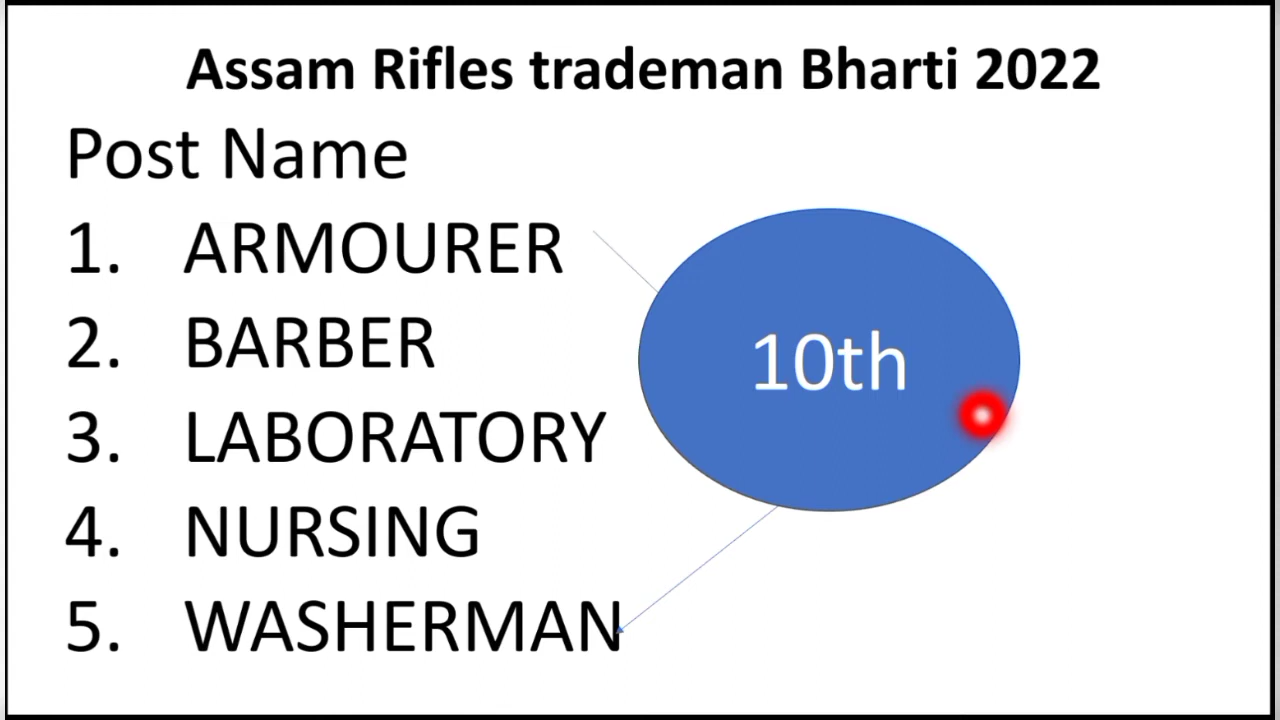 Assam Rifles trademan Bharti 2022
Post Name
1. ARMOURER
2. BARBER
3. LABORATORY
4. NURSING
5. WASHERMAN
10th